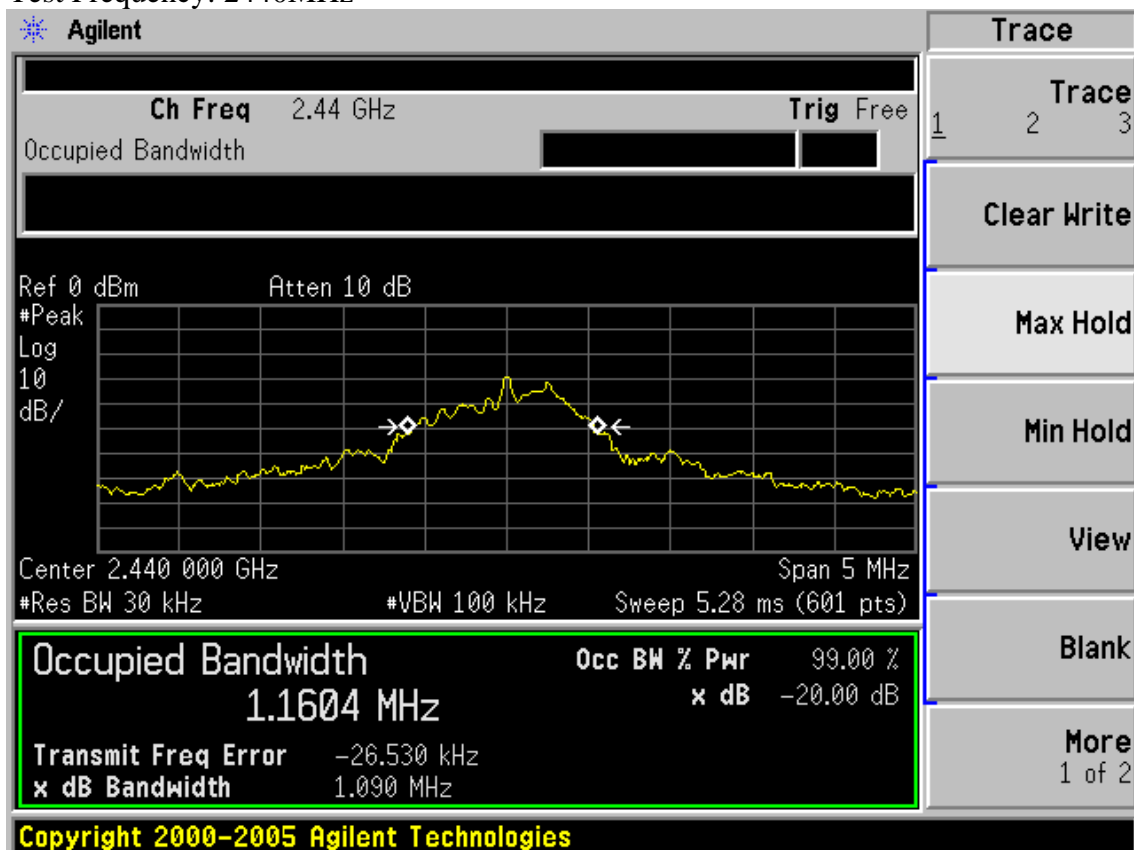 Test Frequency: 2440MHz
Agilent
Trace
Ch Freq 2.44 GHz Trig Free
Occupied Bandwidth
Trace
1 2 3
Clear Write
Max Hold
Min Hold
View
Blank
More
1 of 2
Ref 0 dBm Atten 10 dB
#Peak
Log
10
dB/
Center 2.440 000 GHz Span 5 MHz
#Res BW 30 kHz #VBW 100 kHz Sweep 5.28 ms (601 pts)
Occupied Bandwidth
1.1604 MHz
Occ BW % Pwr 99.00 %
x dB -20.00 dB
Transmit Freq Error -26.530 kHz
x dB Bandwidth 1.090 MHz
Copyright 2000-2005 Agilent Technologies